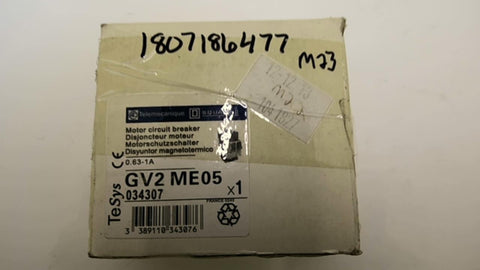 1807186477
M23
Telemecanique
Motor circuit breaker
Disjoncteur moteur
Motorschutzschalter
Disyuntor magnetotermico
0.63-1A
TeSys CE
GV2 ME05
034307
x1
3 389110 343076